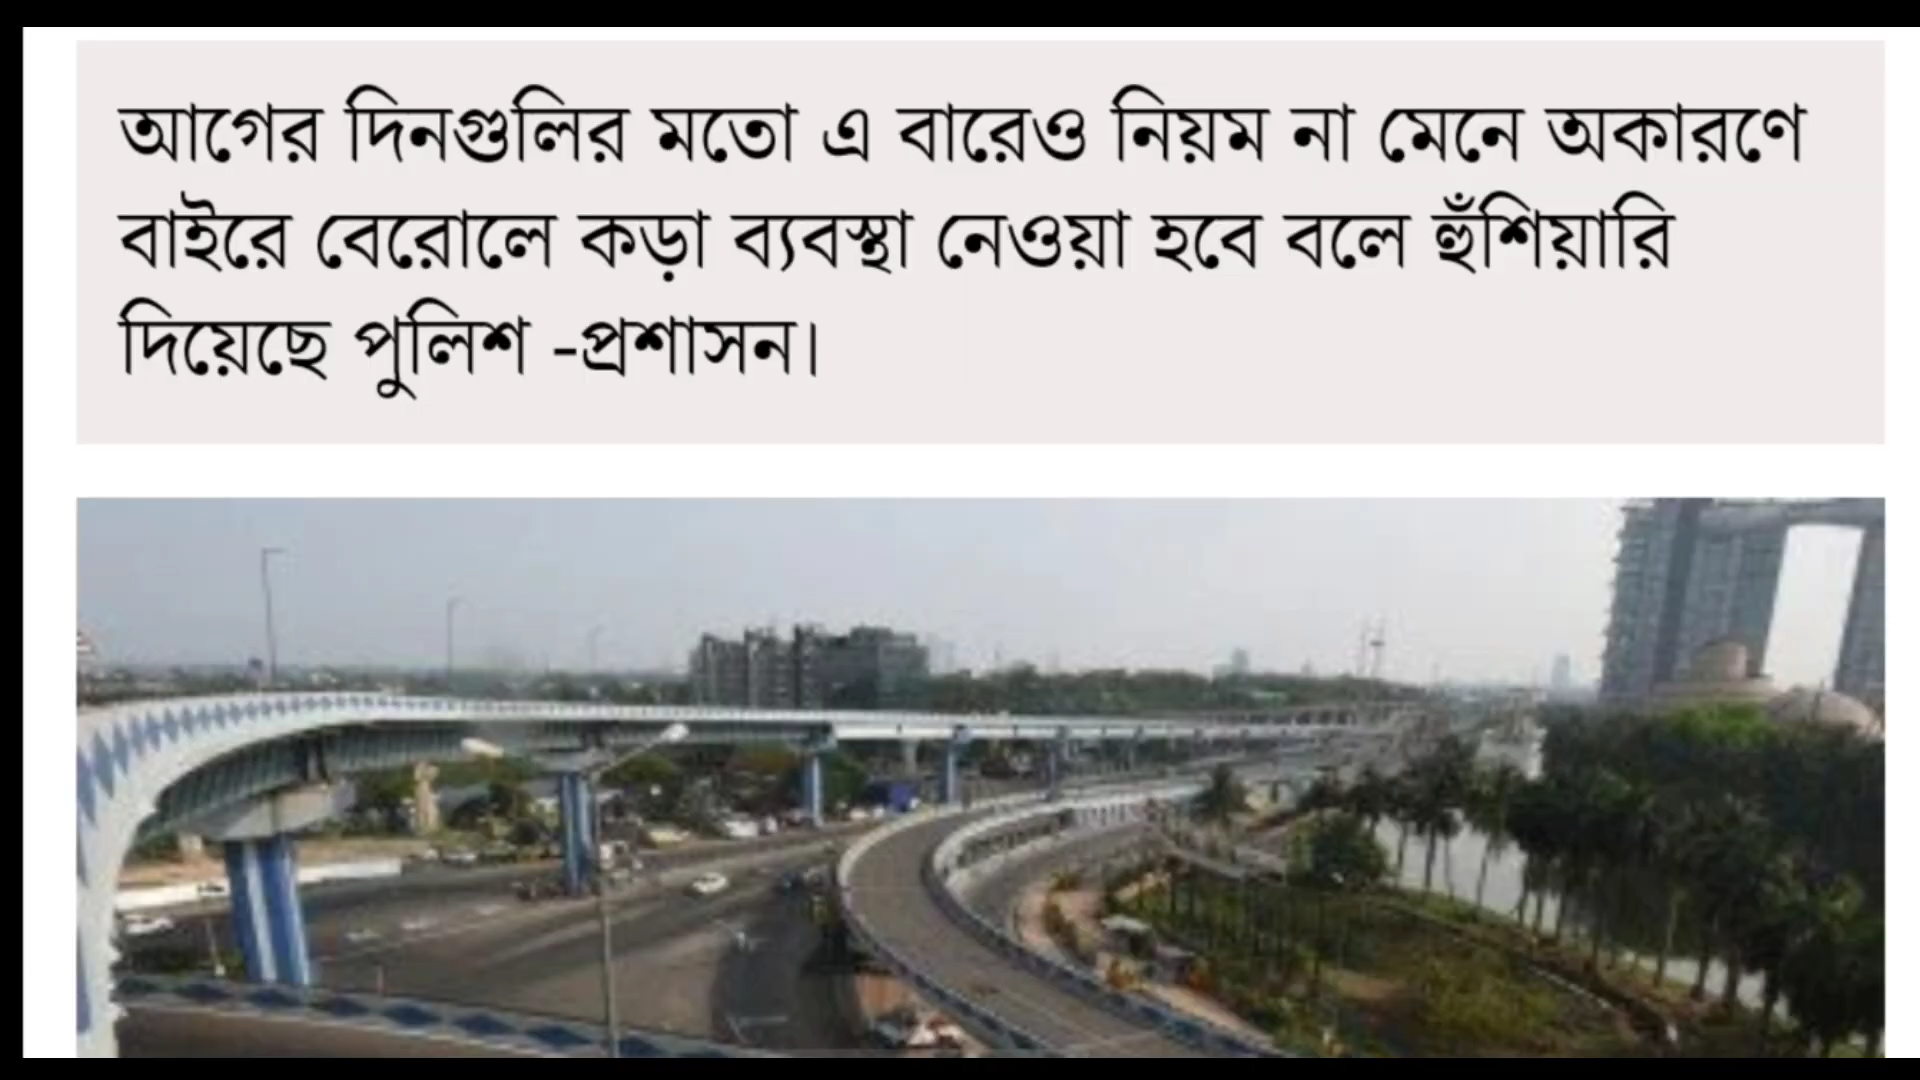 আগের দিনগুলির মতো এ বারেও নিয়ম না মেনে অকারণে
বাইরে বেরোলে কড়া ব্যবস্থা নেওয়া হবে বলে হুঁশিয়ারি
দিয়েছে পুলিশ -প্রশাসন।